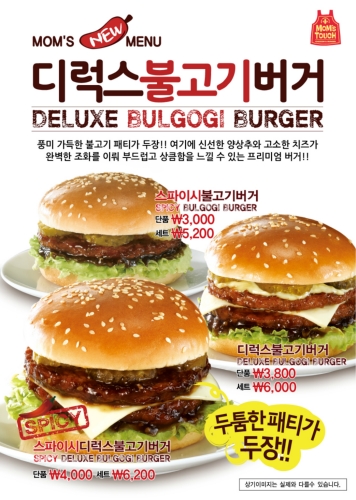 MOM'S NEW MENU
MOM'S TOUCH
디럭스불고기버거
DELUXE BULGOGI BURGER
풍미 가득한 불고기 패티가 두장!! 여기에 신선한 양상추와 고소한 치즈가
완벽한 조화를 이뤄 부드럽고 상큼함을 느낄 수 있는 프리미엄 버거!!
스파이시불고기버거
SPICY BULGOGI BURGER
단품 ₩3,000
세트 ₩5,200
디럭스불고기버거
DELUXE BULGOGI BURGER
단품 ₩3,800
세트 ₩6,000
SPICY
스파이시디럭스불고기버거
SPICY DELUXE BULGOGI BURGER
단품 ₩4,000 세트 ₩6,200
두툼한 패티가
두장!!
상기이미지는 실제와 다를수 있습니다.